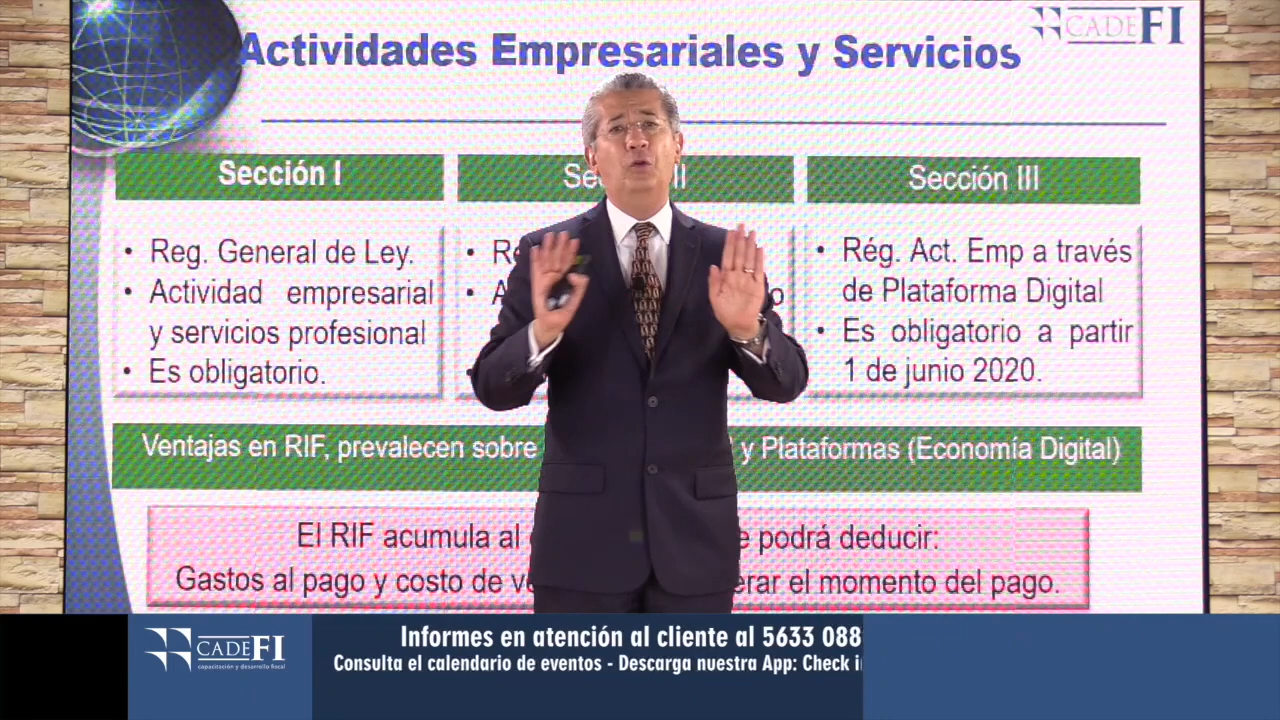 CADEFI
Actividades Empresariales y Servicios
Sección I
II
Sección III
• Reg. General de Ley.
• Actividad empresarial
y servicios profesional
• Es obligatorio.
• Rég. Act. Emp a través
de Plataforma Digital
• Es obligatorio a partir
1 de junio 2020.
Ventajas en RIF, prevalecen sobre y Plataformas (Economía Digital)
El RIF acumula al podrá deducir:
Gastos al pago y costo de el momento del pago.
CADEFI
capacitación y desarrollo fiscal
Informes en atención al cliente al 5633 088
Consulta el calendario de eventos - Descarga nuestra App: Check